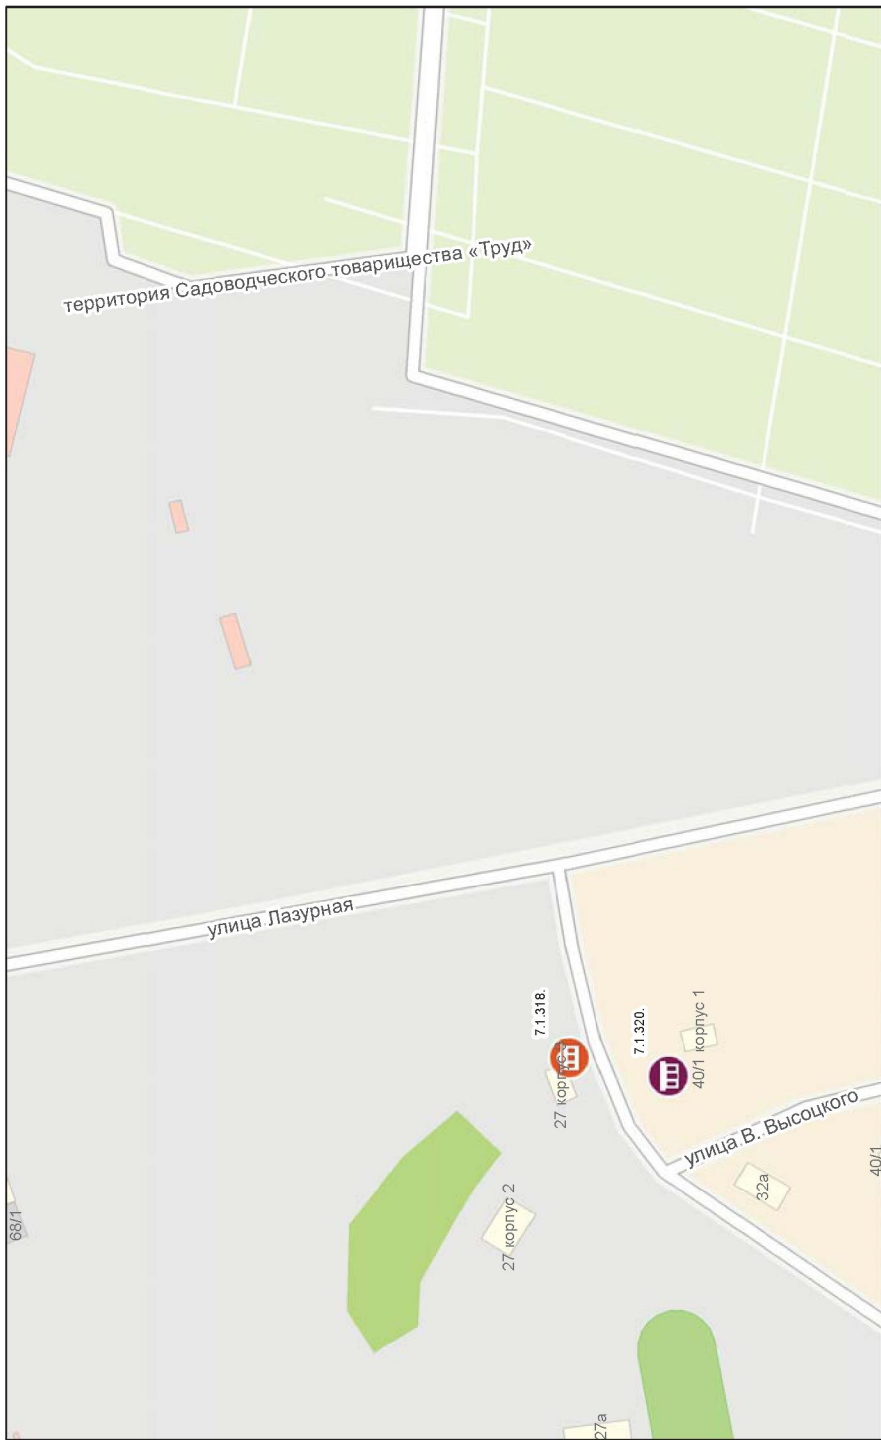 территория Садоводческого товарищества «Труд»
улица Лазурная
7.1.318.
7.1.320.
27 корпус
40/1 корпус 1
улица В. Высоцкого
40/1
32а
27 корпус 2
68/1
27а